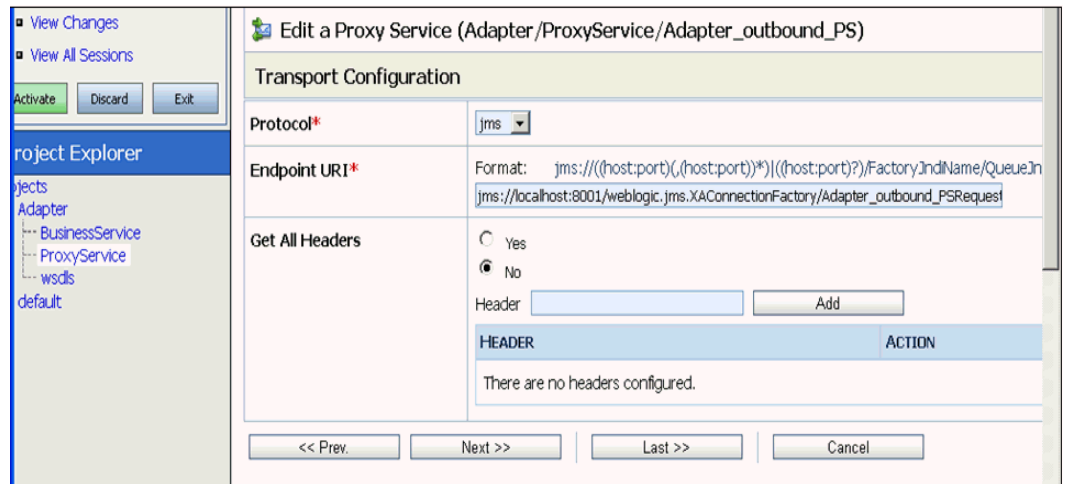 View Changes
View All Sessions
Activate Discard Exit
roject Explorer
ojects
Adapter
BusinessService
ProxyService
wsdls
default
Edit a Proxy Service (Adapter/ProxyService/Adapter_outbound_PS)
Transport Configuration
Protocol* jms
Endpoint URI* Format: jms://((host:port)(,(host:port))*)|((host:port)?)/FactoryJndiName/QueueJn
jms://localhost:8001/weblogic.jms.XAConnectionFactory/Adapter_outbound_PSRequest
Get All Headers Yes
No
Header Add
HEADER ACTION
There are no headers configured.
<< Prev. Next >> Last >> Cancel